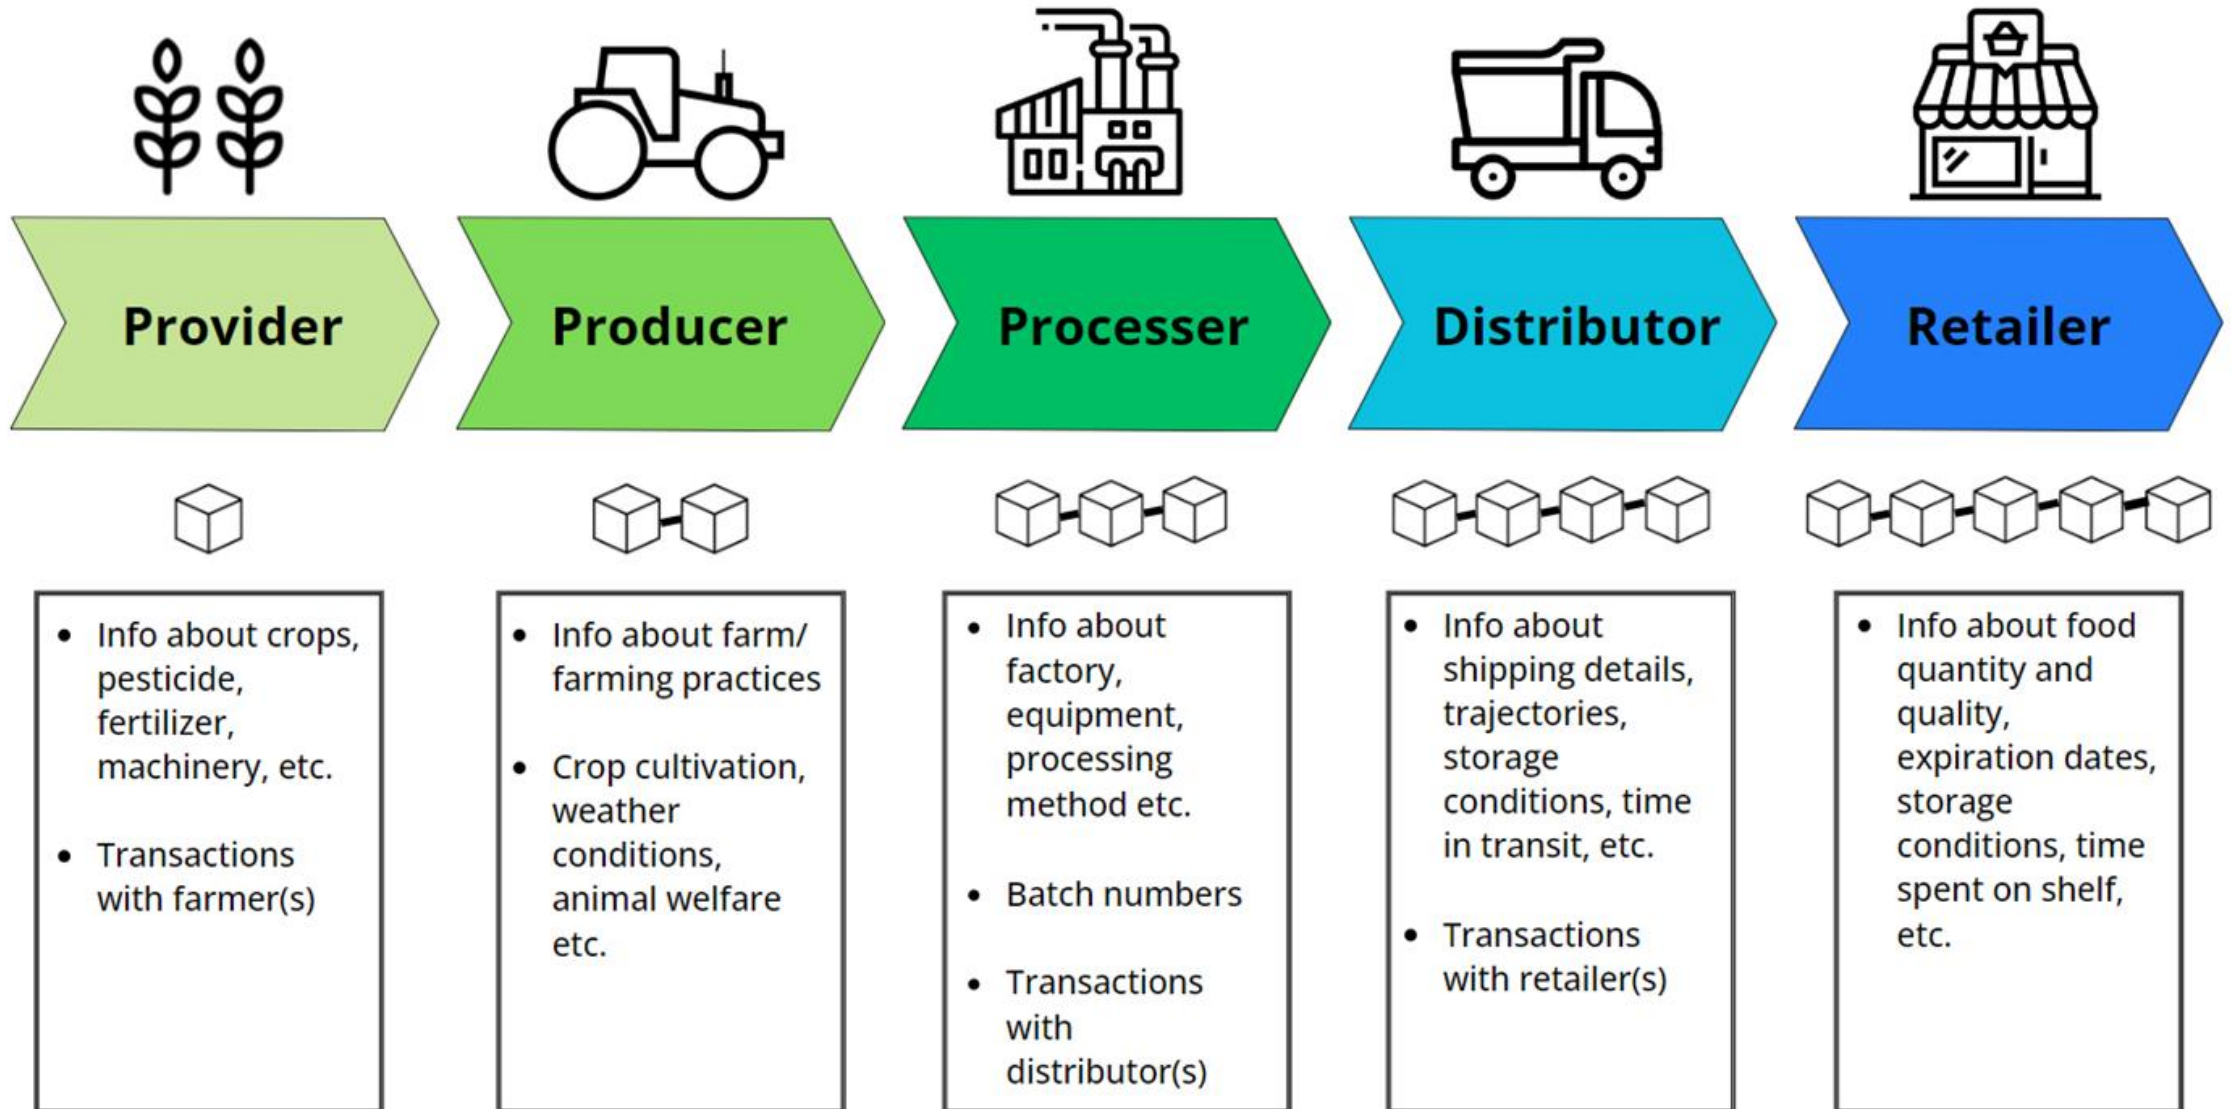 Provider
Producer
Processer
Distributor
Retailer
• Info about crops,
pesticide,
fertilizer,
machinery, etc.
• Transactions
with farmer(s)
• Info about farm/
farming practices
• Crop cultivation,
weather
conditions,
animal welfare
etc.
• Info about
factory,
equipment,
processing
method etc.
• Batch numbers
• Transactions
with
distributor(s)
• Info about
shipping details,
trajectories,
storage
conditions, time
in transit, etc.
• Transactions
with retailer(s)
• Info about food
quantity and
quality,
expiration dates,
storage
conditions, time
spent on shelf,
etc.